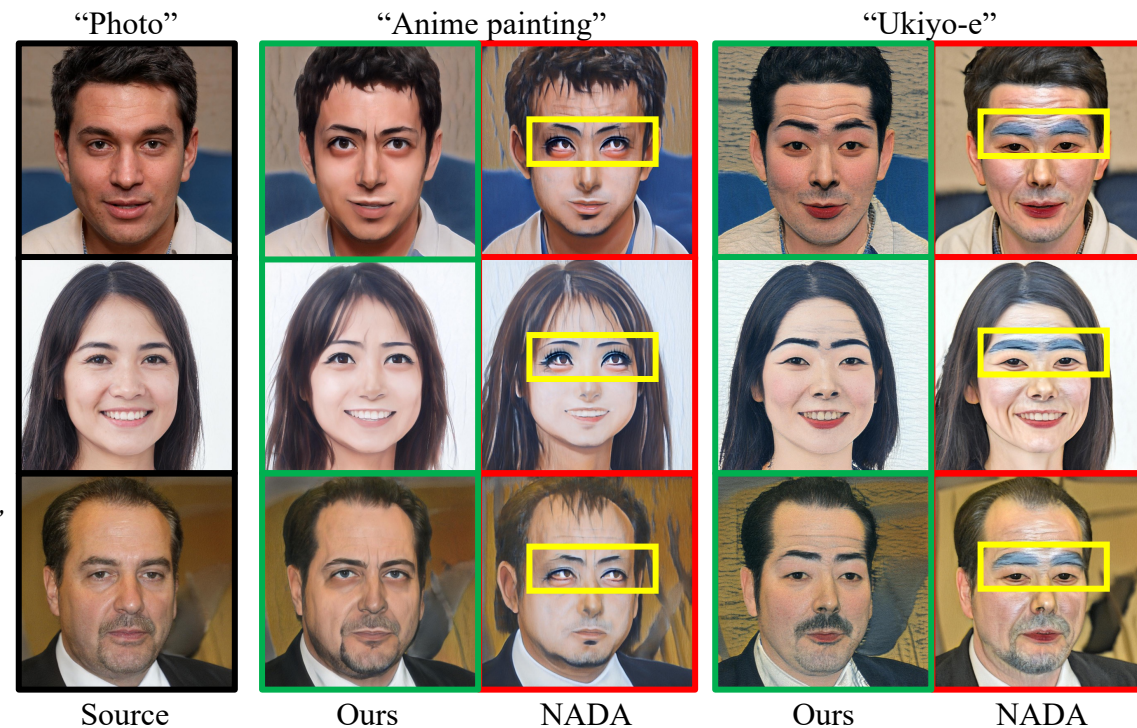 “Photo” “Anime painting” “Ukiyo-e”
”
Source Ours NADA Ours NADA